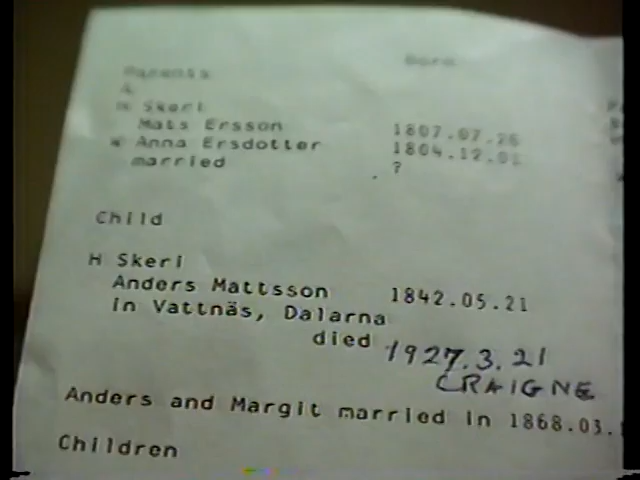 Parents Born
A.
H Skeri
Mats Ersson 1807.07.26
W Anna Ersdotter 1804.12.01
married ?
Child
H Skeri
Anders Mattsson 1842.05.21
in Vattnäs, Dalarna
died 1927.3.21
CRAIGNE
Anders and Margit married in 1868.03.
Children